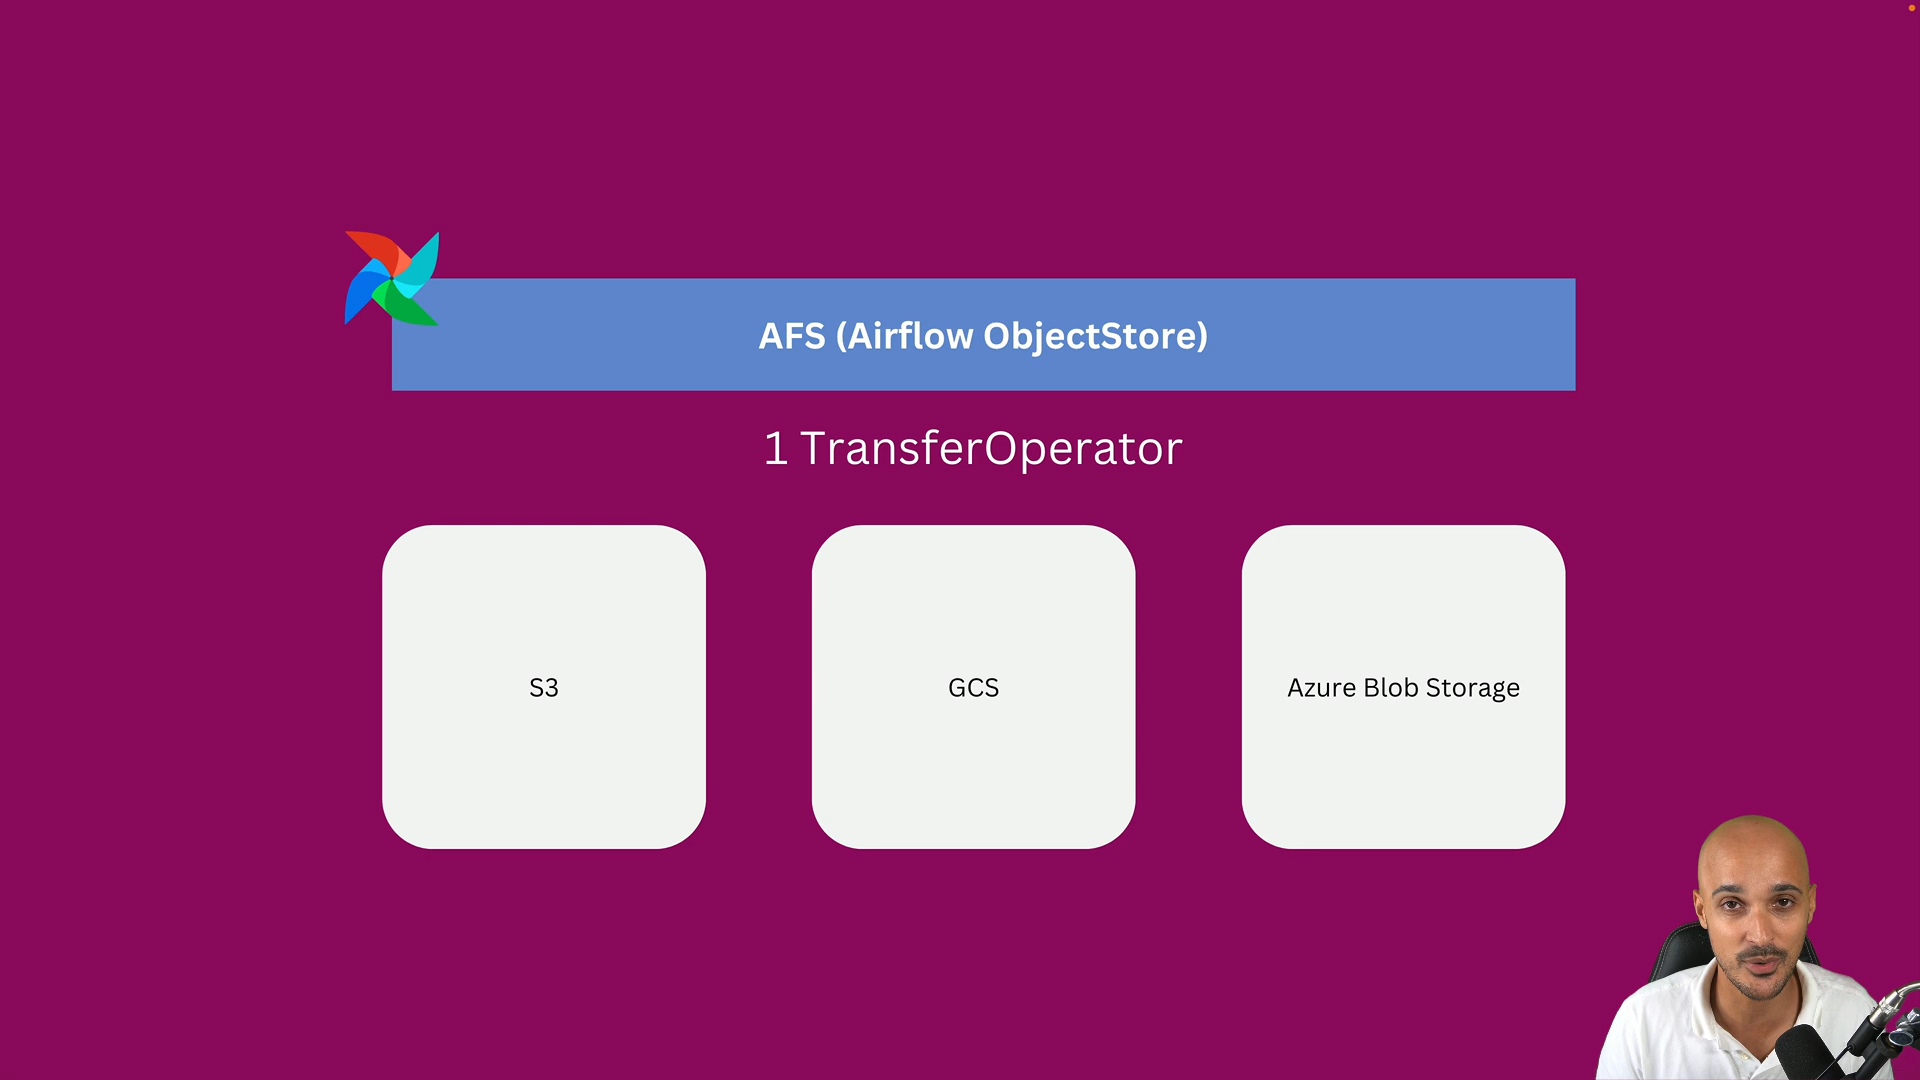 AFS (Airflow ObjectStore)
1 TransferOperator
S3
GCS
Azure Blob Storage